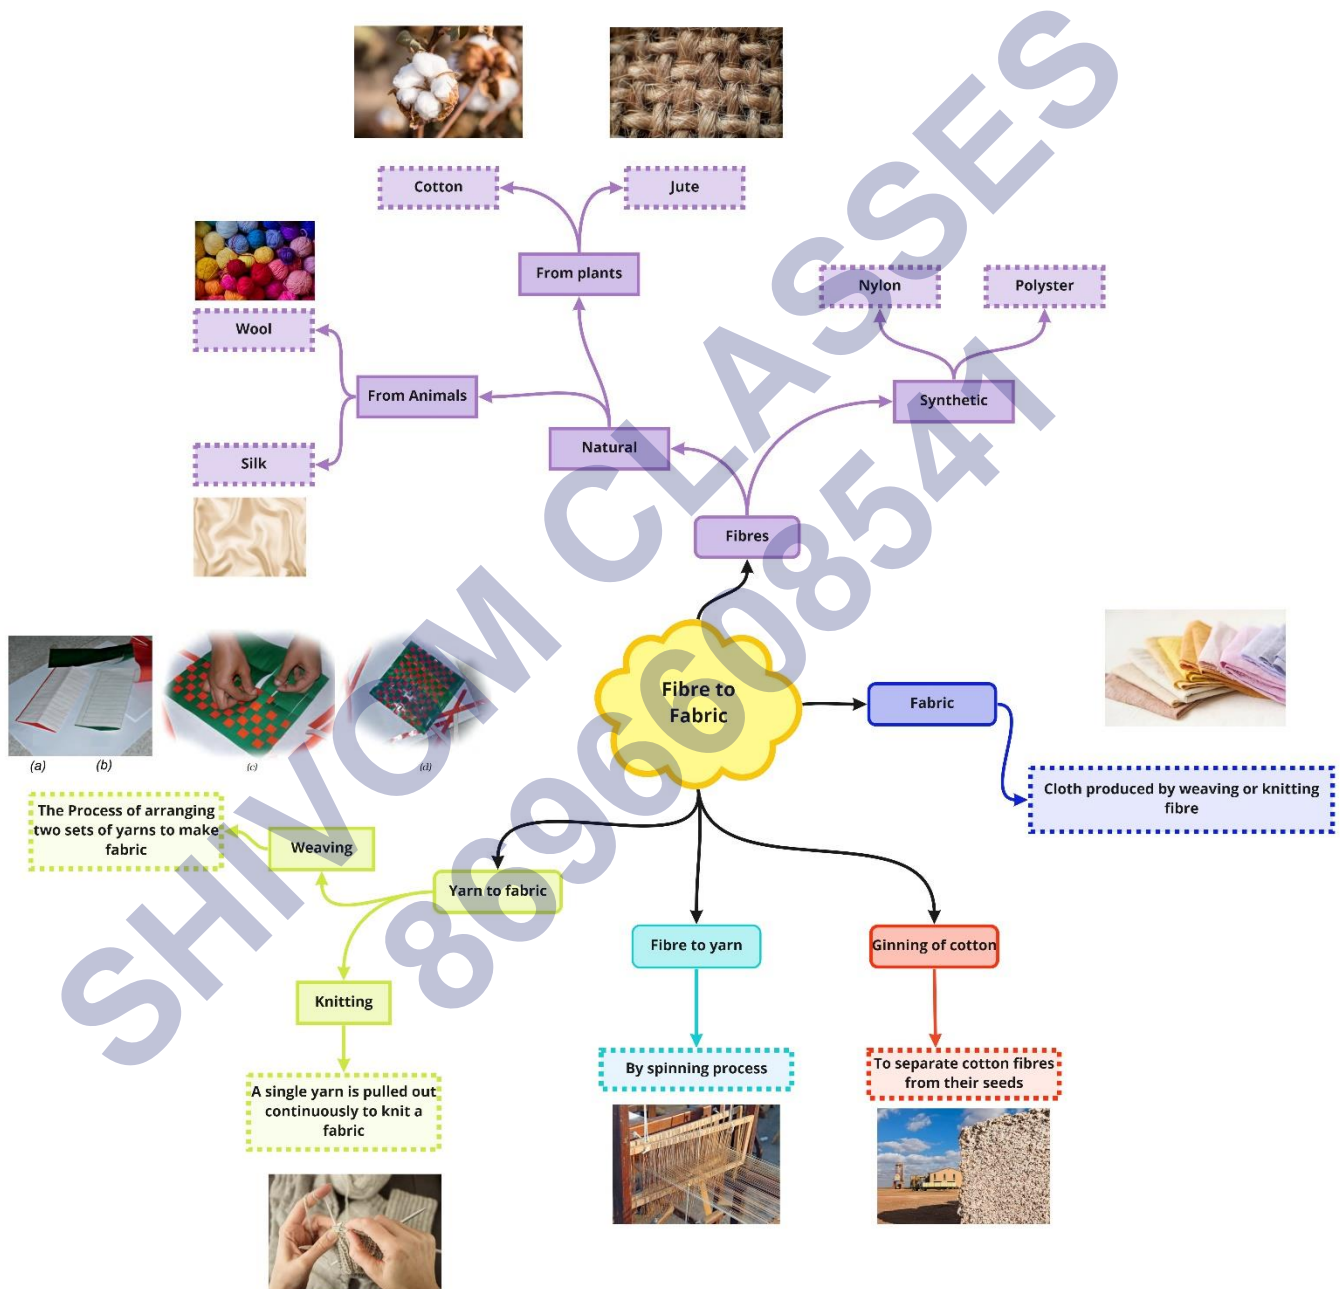 Cotton
Jute
From plants
Nylon
Polyster
Wool
From Animals
Synthetic
Natural
Silk
Fibres
Fibre to
Fabric
Fabric
(a)
(b)
(c)
(d)
Cloth produced by weaving or knitting
fibre
The Process of arranging
two sets of yarns to make
fabric
Weaving
Yarn to fabric
Fibre to yarn
Ginning of cotton
Knitting
By spinning process
To separate cotton fibres
from their seeds
A single yarn is pulled out
continuously to knit a
fabric
SHIVOM CLASSES
8696608541